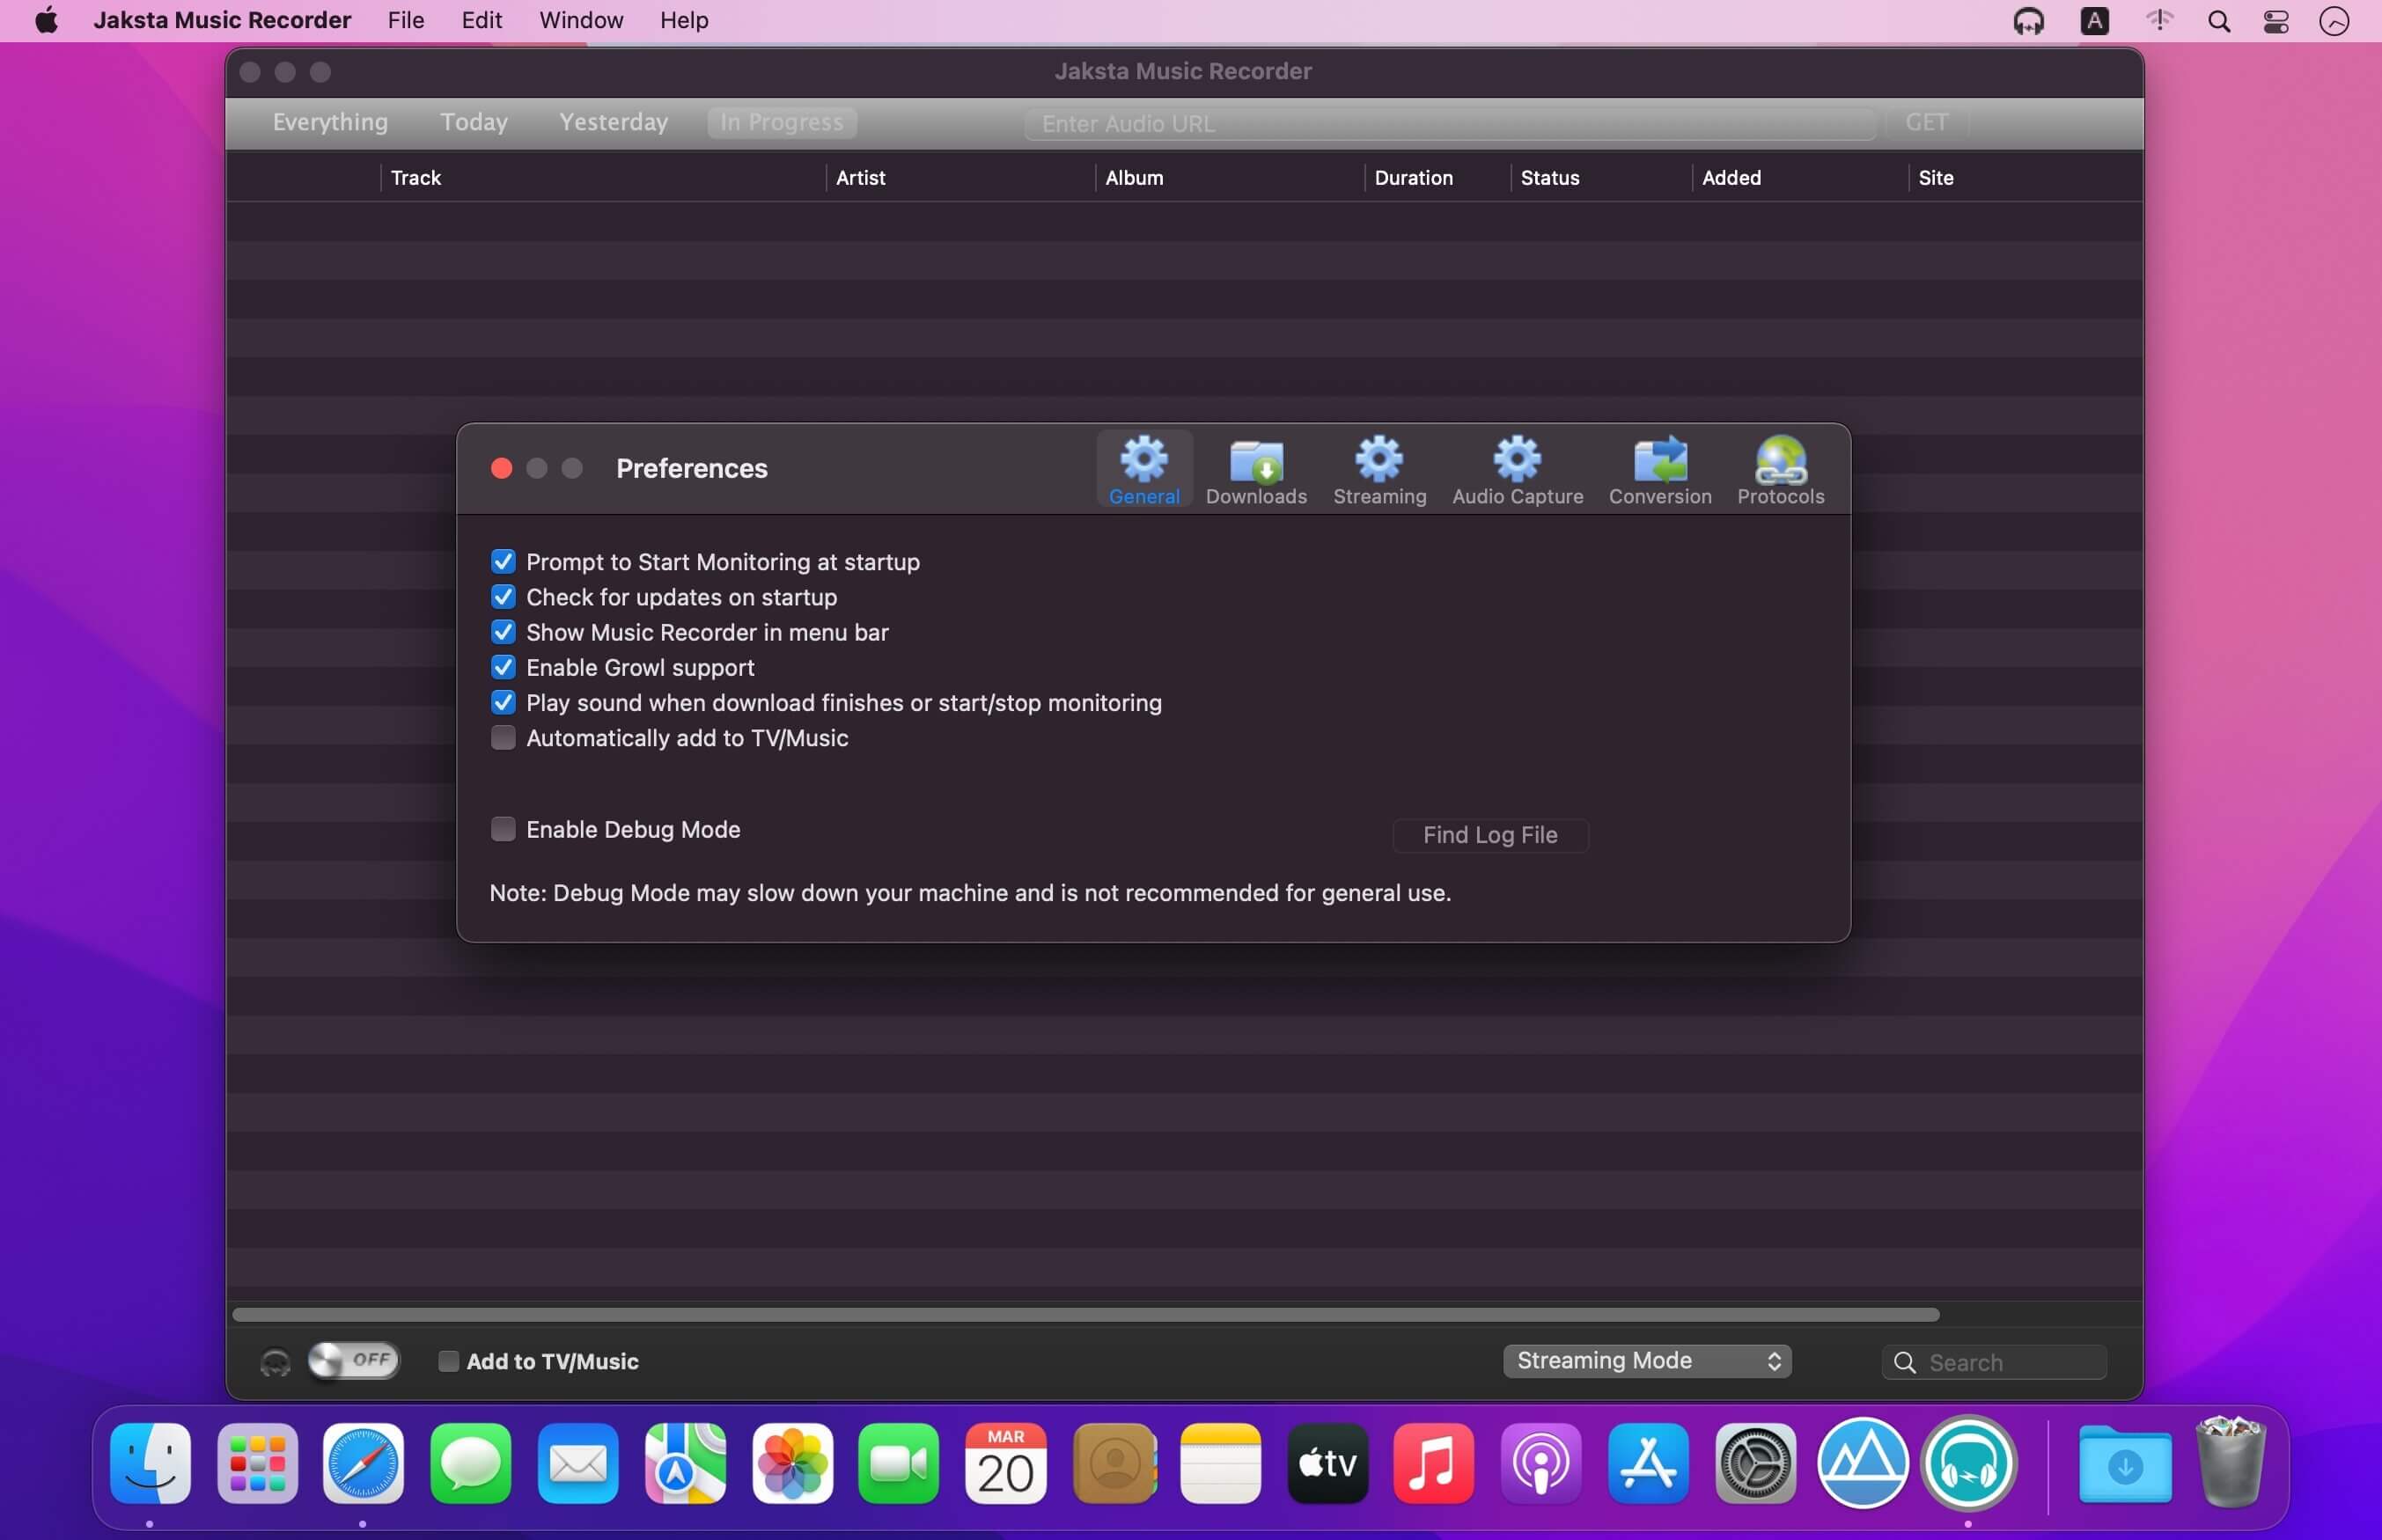 Jaksta Music Recorder File Edit Window Help A
Jaksta Music Recorder
Everything Today Yesterday In Progress Enter Audio URL GET
Track Artist Album Duration Status Added Site
Preferences General Downloads Streaming Audio Capture Conversion Protocols
Prompt to Start Monitoring at startup
Check for updates on startup
Show Music Recorder in menu bar
Enable Growl support
Play sound when download finishes or start/stop monitoring
Automatically add to TV/Music
Enable Debug Mode Find Log File
Note: Debug Mode may slow down your machine and is not recommended for general use.
OFF Add to TV/Music Streaming Mode Search
MAR
20
tv